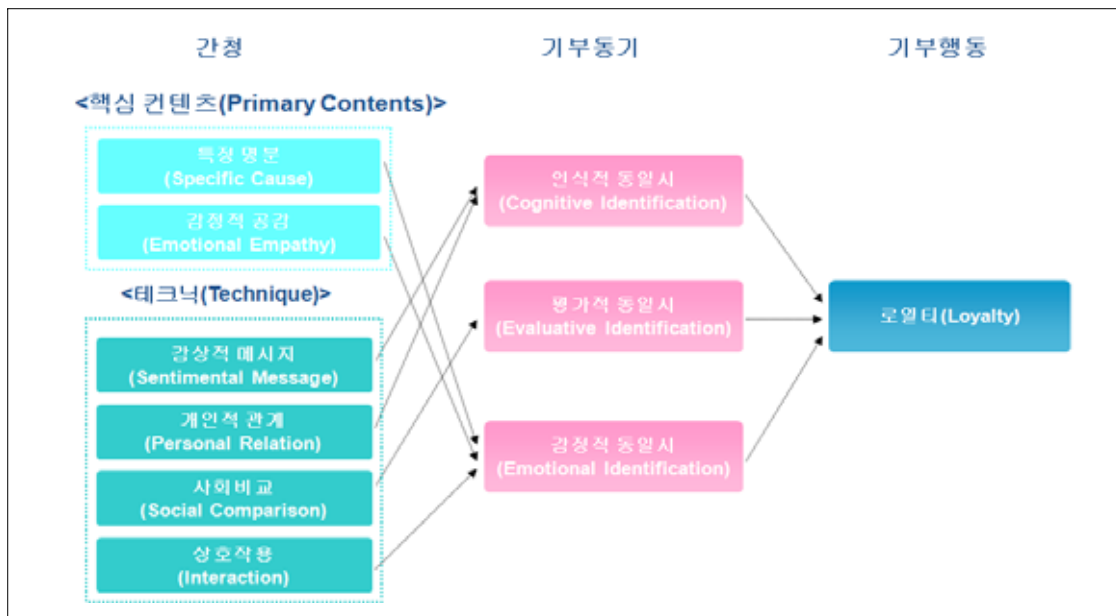 간청
기부동기
기부행동
<핵심 컨텐츠(Primary Contents)>
특정 명분
(Specific Cause)
감정적 공감
(Emotional Empathy)
<테크닉(Technique)>
감상적 메시지
(Sentimental Message)
개인적 관계
(Personal Relation)
사회비교
(Social Comparison)
상호작용
(Interaction)
인식적 동일시
(Cognitive Identification)
평가적 동일시
(Evaluative Identification)
감정적 동일시
(Emotional Identification)
로열티(Loyalty)